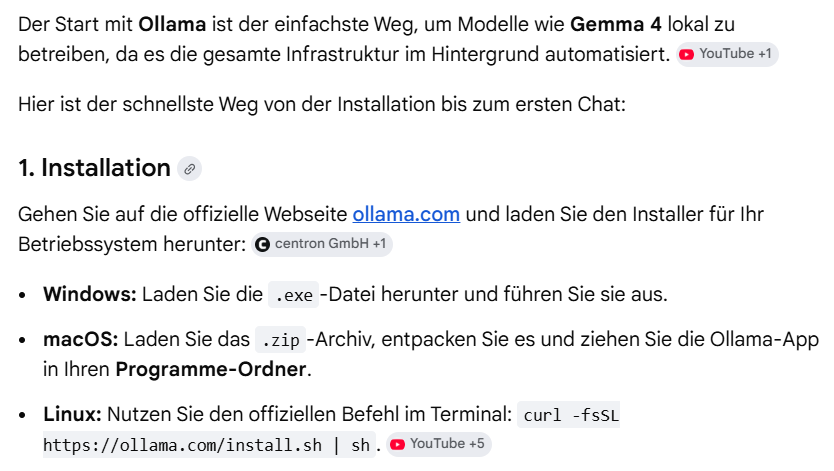 Der Start mit Ollama ist der einfachste Weg, um Modelle wie Gemma 4 lokal zu
betreiben, da es die gesamte Infrastruktur im Hintergrund automatisiert. YouTube +1
Hier ist der schnellste Weg von der Installation bis zum ersten Chat:
1. Installation
Gehen Sie auf die offizielle Webseite ollama.com und laden Sie den Installer für Ihr
Betriebssystem herunter: centron GmbH +1
• Windows: Laden Sie die .exe-Datei herunter und führen Sie sie aus.
• macOS: Laden Sie das .zip-Archiv, entpacken Sie es und ziehen Sie die Ollama-App
in Ihren Programme-Ordner.
• Linux: Nutzen Sie den offiziellen Befehl im Terminal: curl -fsSL
https://ollama.com/install.sh | sh. YouTube +5